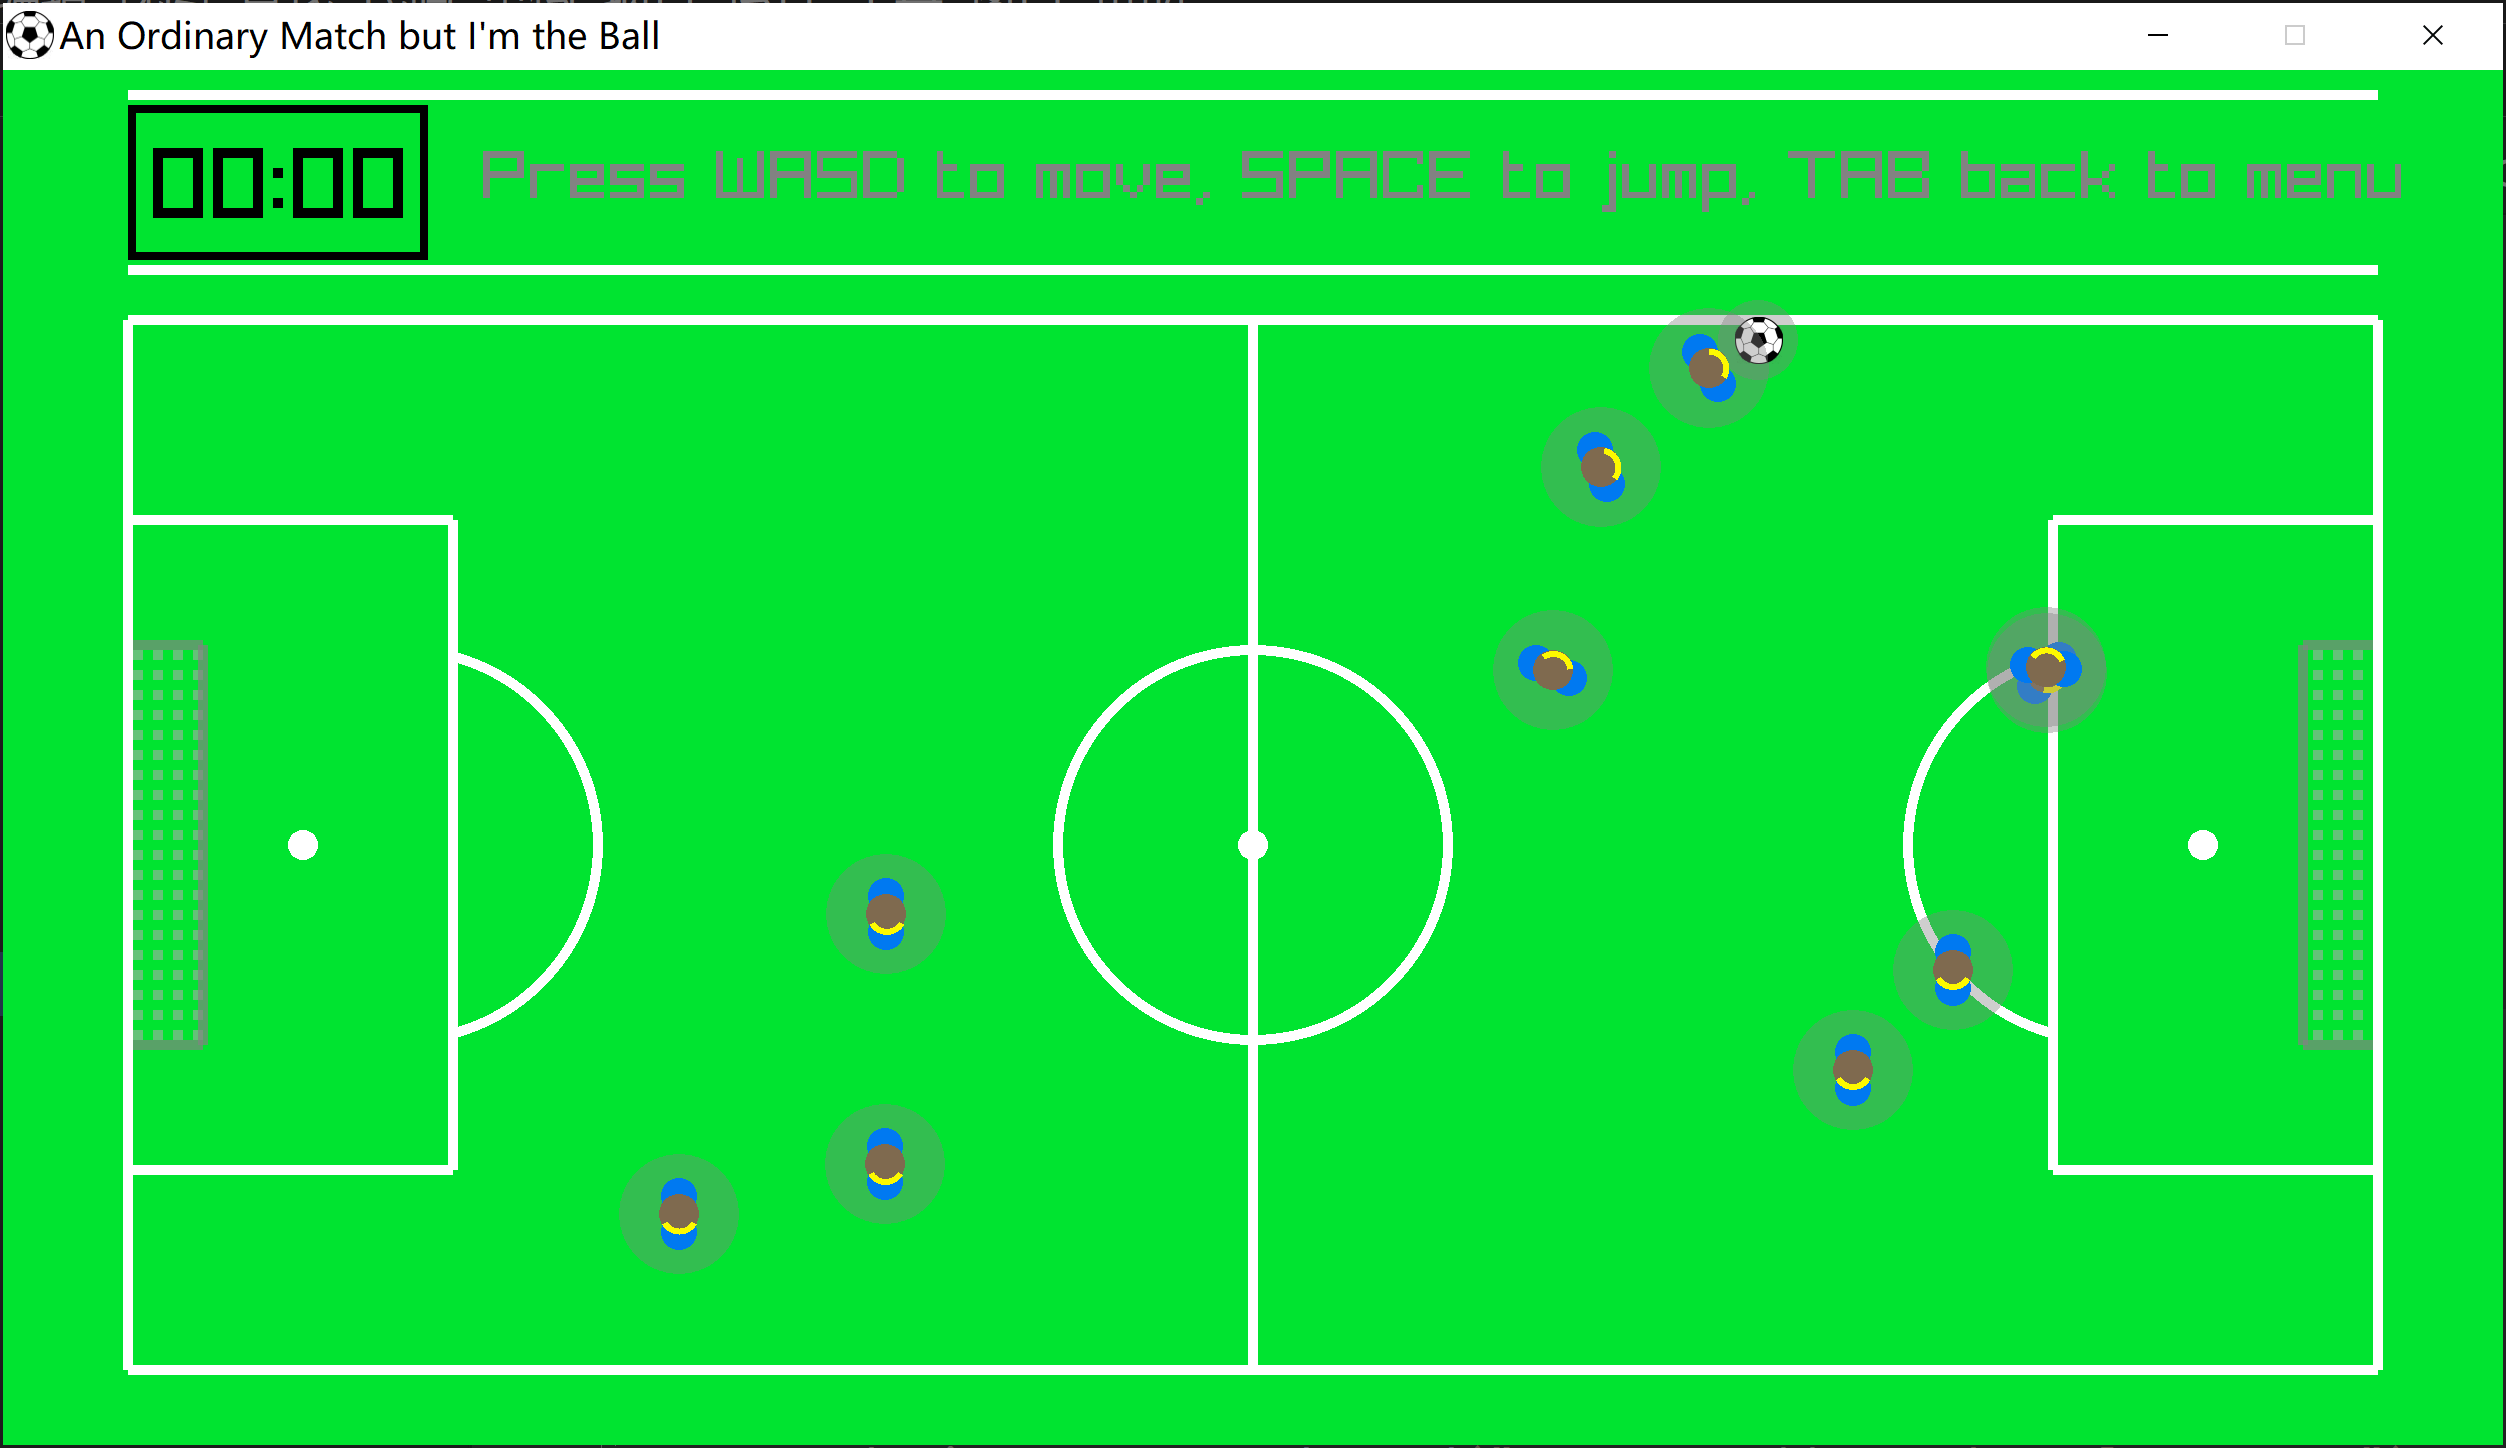 An Ordinary Match but I'm the Ball
00:00
Press WASD to move, SPACE to jump, TAB back to menu